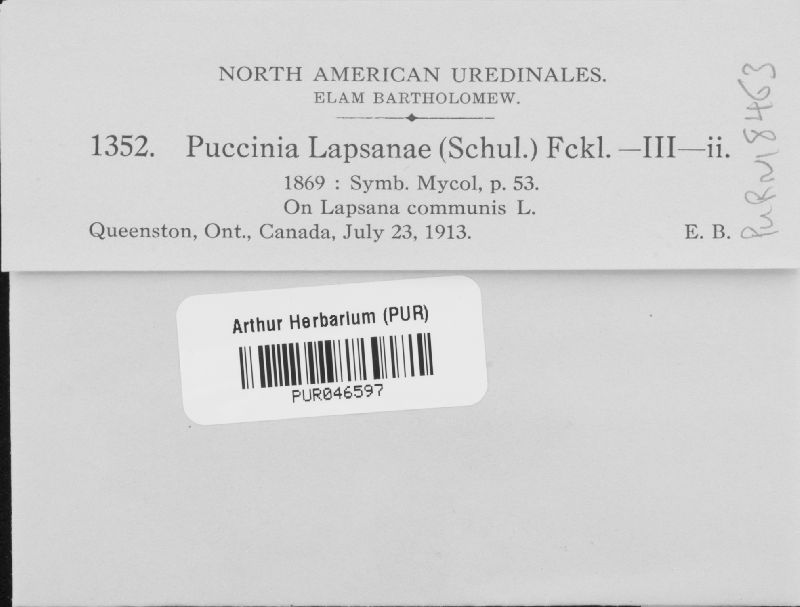 NORTH AMERICAN UREDINALES.
ELAM BARTHOLOMEW.
1352. Puccinia Lapsanae (Schul.) Fckl. —III—ii.
1869 : Symb. Mycol, p. 53.
On Lapsana communis L.
Queenston, Ont., Canada, July 23, 1913. E. B.
PUR N18463
Arthur Herbarium (PUR)
PUR046597